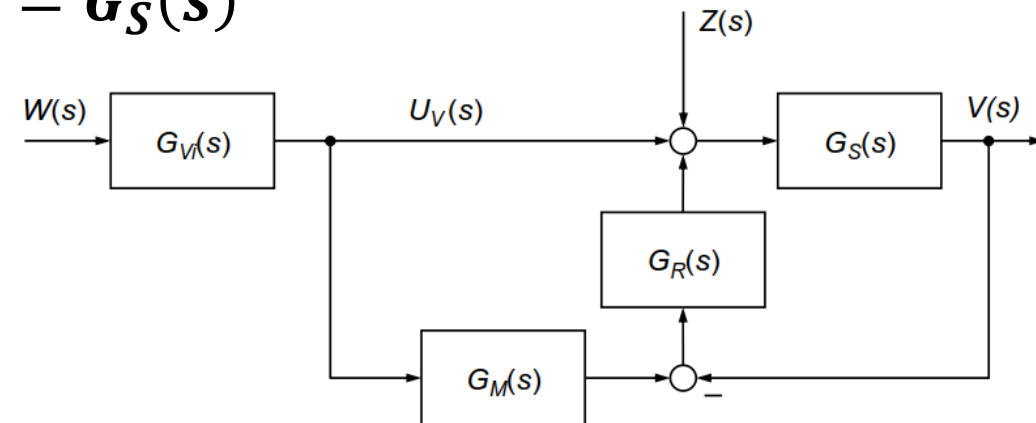 = G_S(s)
Z(s)
W(s)
G_Vi(s)
U_V(s)
G_S(s)
V(s)
G_R(s)
G_M(s)
–